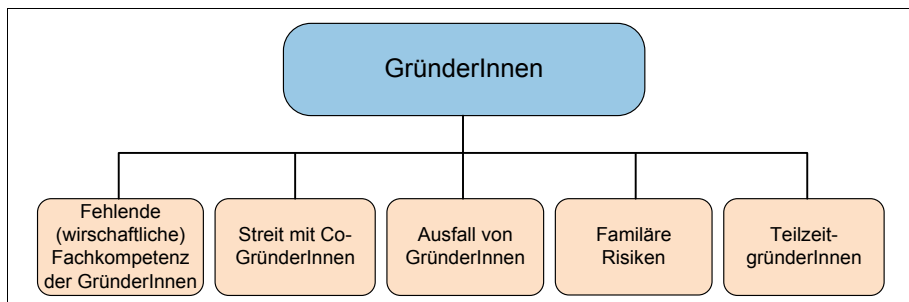 GründerInnen
Fehlende
(wirschaftliche)
Fachkompetenz
der GründerInnen
Streit mit Co-
GründerInnen
Ausfall von
GründerInnen
Familäre
Risiken
Teilzeit-
gründerInnen